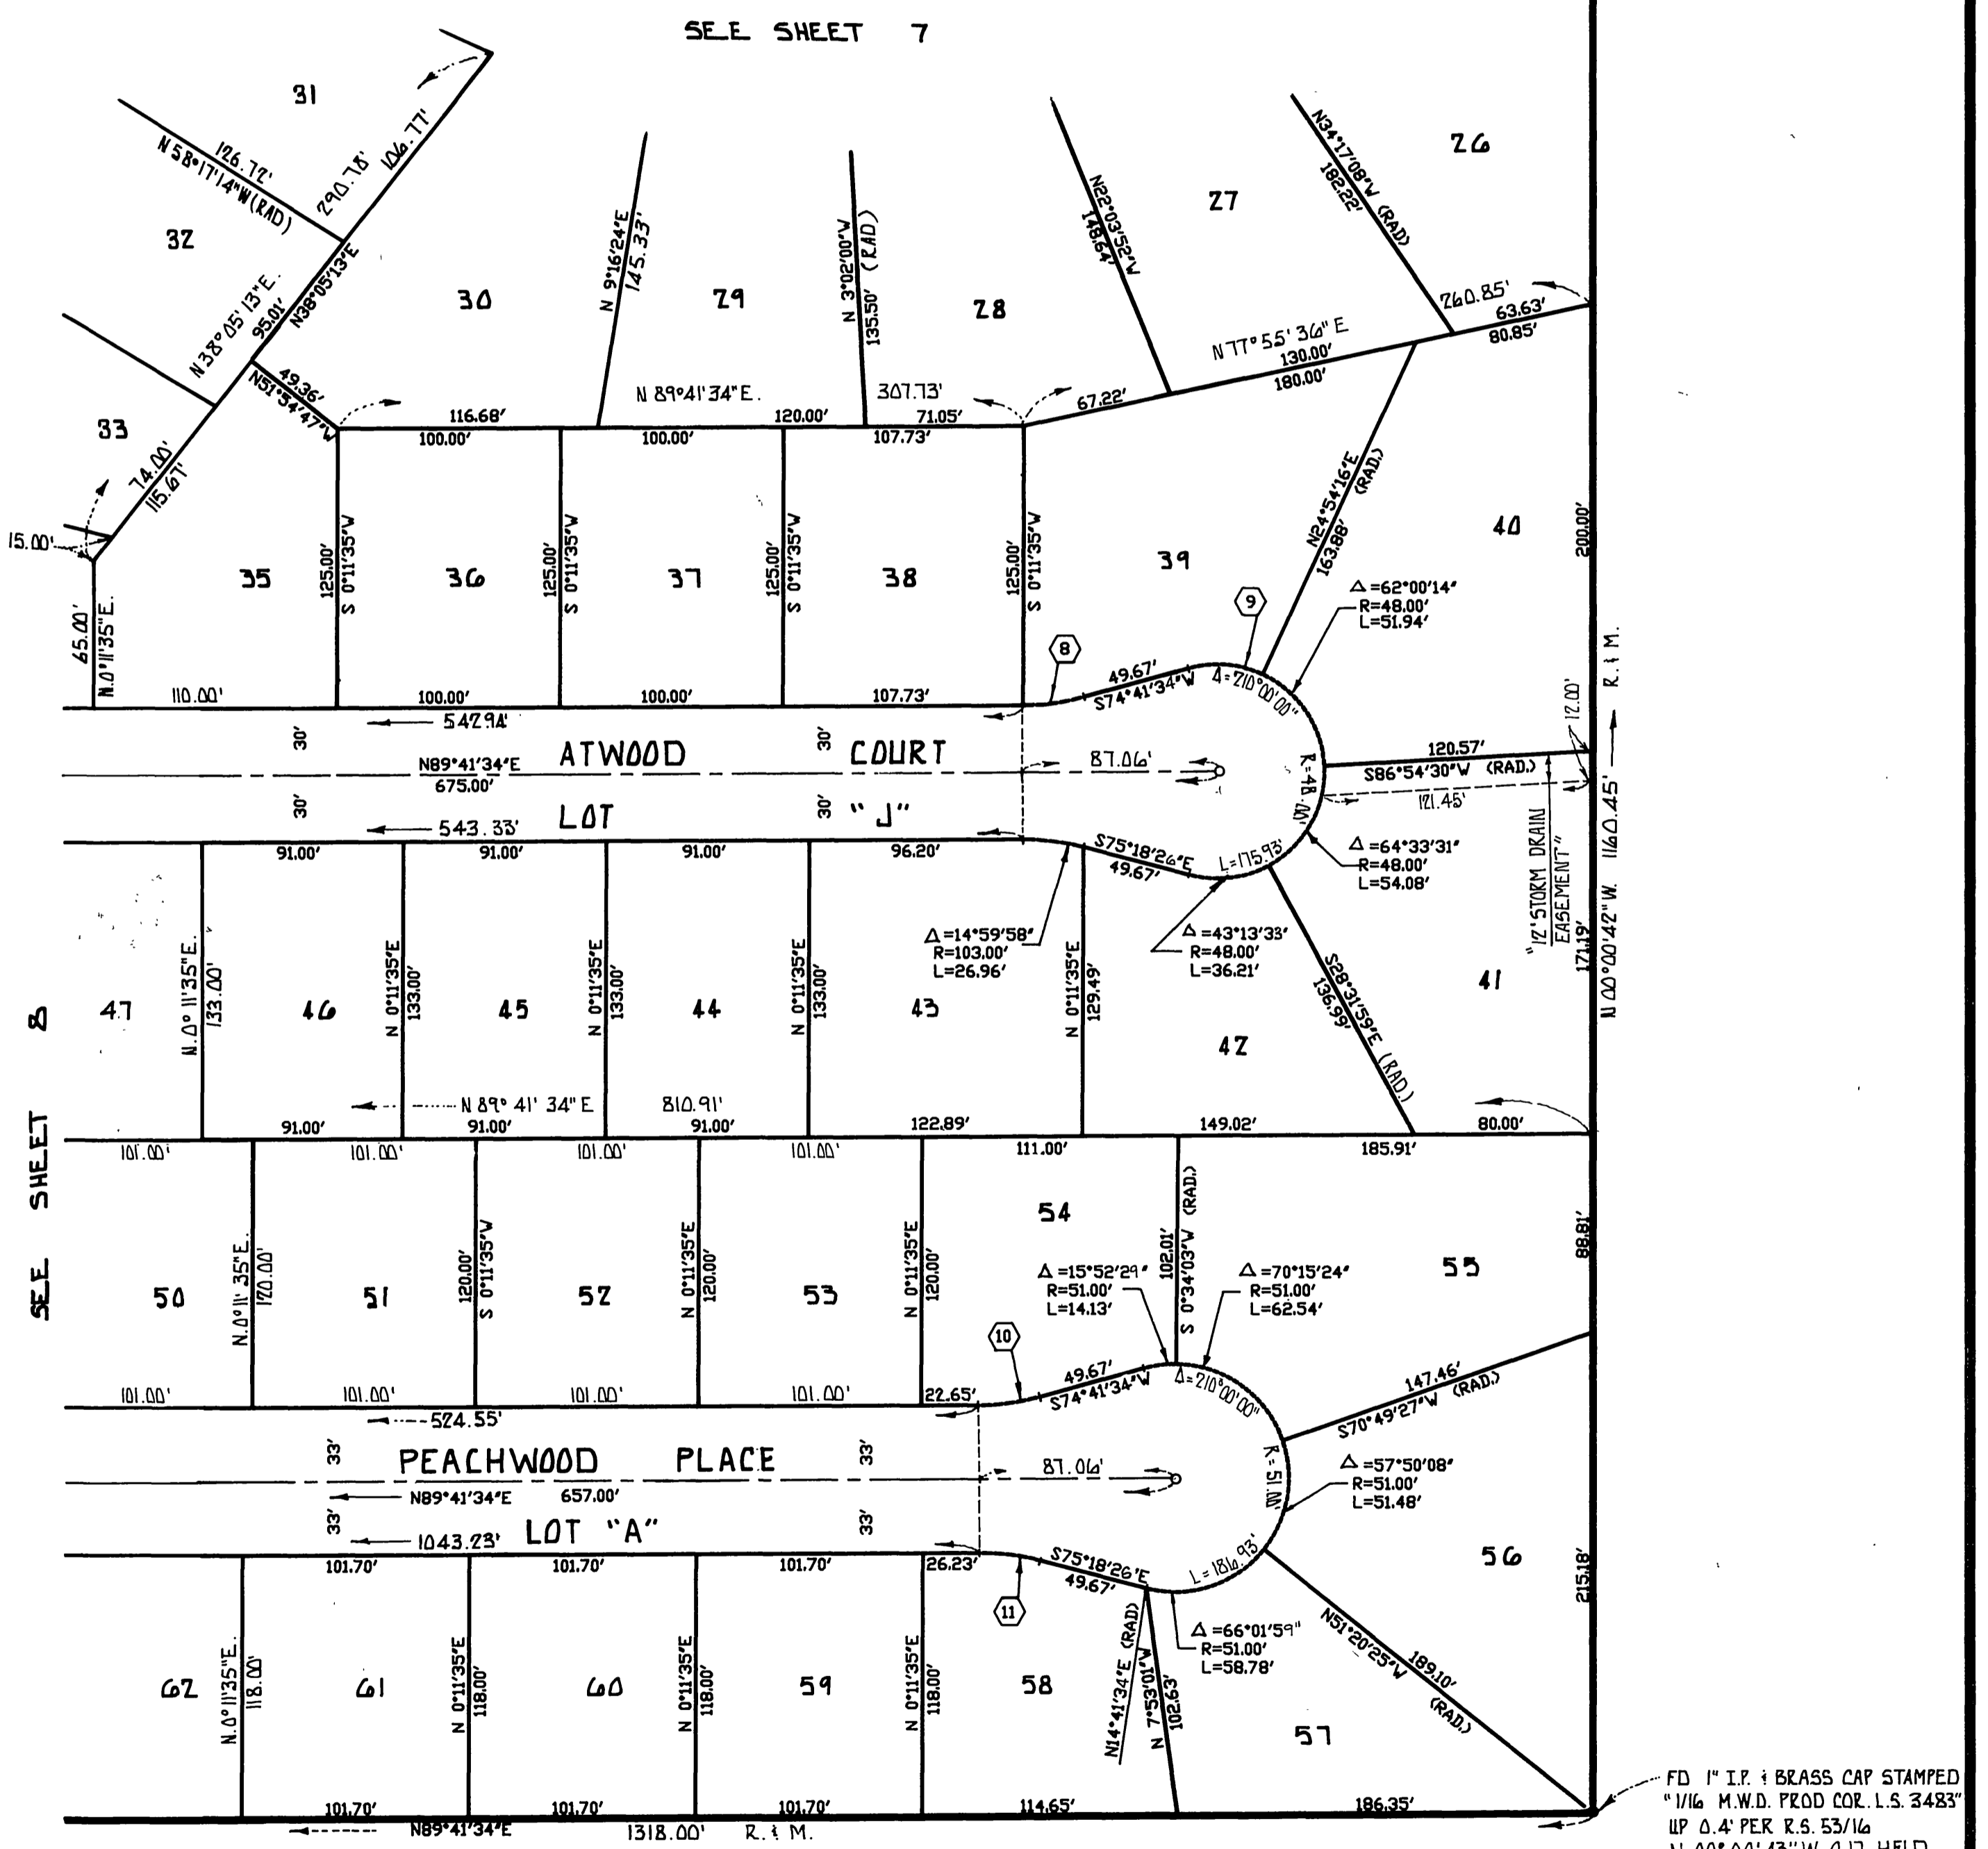 SEE SHEET 7
31
106.77'
290.78'
126.72'
N 58°17'14"W (RAD)
32
N38°05'13"E
N38°05'13"E.
95.01'
33
74.00'
115.67'
15.00'
65.00'
N.0°11'35"E.
49.36'
N51°54'47"W
30
N 9°16'24"E
145.33'
29
N 3°02'00"W
135.50' (RAD)
28
N22°03'52"W
148.64'
27
N34°17'08"W (RAD)
182.22'
26
260.85'
63.63'
80.85'
N77°55'36"E
130.00'
180.00'
67.22'
N 89°41'34"E.
307.73'
116.68'
120.00'
71.05'
100.00'
100.00'
107.73'
35
125.00'
S 0°11'35"W
36
125.00'
S 0°11'35"W
37
125.00'
S 0°11'35"W
38
125.00'
S 0°11'35"W
39
N24°54'16"E
(RAD.)
163.88'
40
200.00'
Δ=62°00'14"
R=48.00'
L=51.94'
9
8
49.67'
S74°41'34"W
Δ=210°00'00"
R=48.00'
L=175.93'
110.00'
100.00'
100.00'
107.73'
542.94'
30'
30'
ATWOOD COURT
87.06'
N89°41'34"E
675.00'
30'
30'
LOT "J"
543.33'
120.57'
S86°54'30"W (RAD.)
121.45'
12.00'
"12' STORM DRAIN
EASEMENT"
N00°00'42"W. 1160.45' R. & M.
171.19'
91.00'
91.00'
91.00'
96.20'
S75°18'26"E
49.67'
Δ=64°33'31"
R=48.00'
L=54.08'
Δ=14°59'58"
R=103.00'
L=26.96'
Δ=43°13'33"
R=48.00'
L=36.21'
47
N.0°11'35"E.
133.00'
46
N 0°11'35"E
133.00'
45
N 0°11'35"E
133.00'
44
N 0°11'35"E
133.00'
43
N 0°11'35"E
129.49'
42
S28°31'59"E (RAD.)
136.99'
41
SEE SHEET 8
N 89°41'34"E
810.91'
91.00'
91.00'
91.00'
122.89'
149.02'
80.00'
101.00'
101.00'
101.00'
101.00'
111.00'
185.91'
50
N.0°11'35"E.
120.00'
51
120.00'
S 0°11'35"W
52
N 0°11'35"E
120.00'
53
N 0°11'35"E
120.0'
54
102.01'
S 0°34'03"W (RAD.)
55
88.81'
Δ=15°52'29"
R=51.00'
L=14.13'
Δ=70°15'24"
R=51.00'
L=62.54'
10
49.67'
S74°41'34"W
Δ=210°00'00"
R=51.00'
L=186.93'
147.46'
S70°49'27"W (RAD.)
101.00'
101.00'
101.00'
101.00'
22.65'
524.55'
33'
33'
PEACHWOOD PLACE
87.06'
N89°41'34"E 657.00'
33'
33'
LOT "A"
1043.23'
Δ=57°50'08"
R=51.00'
L=51.48'
56
215.18'
101.70'
101.70'
101.70'
26.23'
S75°18'26"E
49.67'
11
Δ=66°01'59"
R=51.00'
L=58.78'
N51°20'25"W
(RAD.)
189.10'
62
N.0°11'35"E.
118.00'
61
N 0°11'35"E
118.00'
60
N 0°11'35"E
118.00'
59
N 0°11'35"E
118.00'
58
N14°41'34"E (RAD)
N 7°53'01"W
102.63'
57
101.70'
101.70'
101.70'
114.65'
186.35'
N89°41'34"E
1318.00' R. & M.
FD 1" I.P. & BRASS CAP STAMPED
"1/16 M.W.D. PROD COR. L.S. 3483"
UP 0.4' PER R.S. 53/16